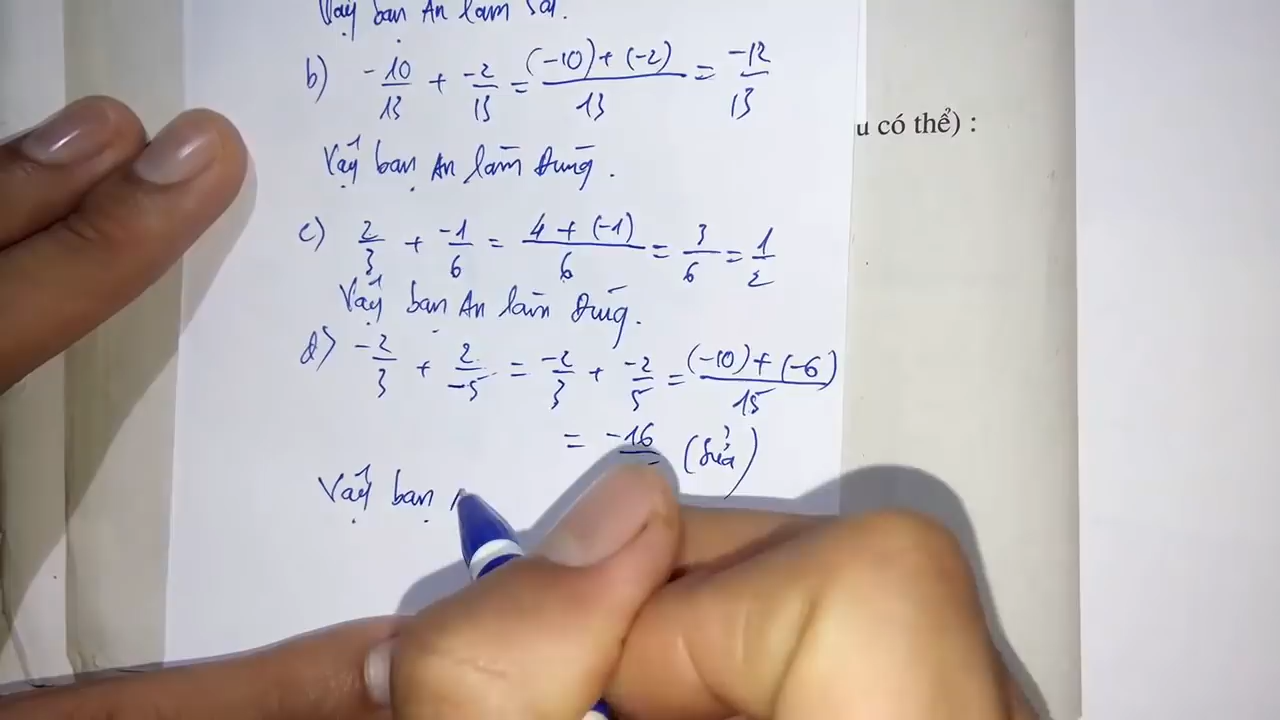 Vậy bạn An làm sai.
b) -10/13 + -2/13 = (-10)+(-2)/13 = -12/13
u có thể) :
Vậy bạn An làm Đúng.
c) 2/3 + -1/6 = 4+(-1)/6 = 3/6 = 1/2
Vậy bạn An làm Đúng.
d) -2/3 + 2/-5 = -2/3 + -2/5 = (-10)+(-6)/15
= -16 (sửa)
Vậy bạn